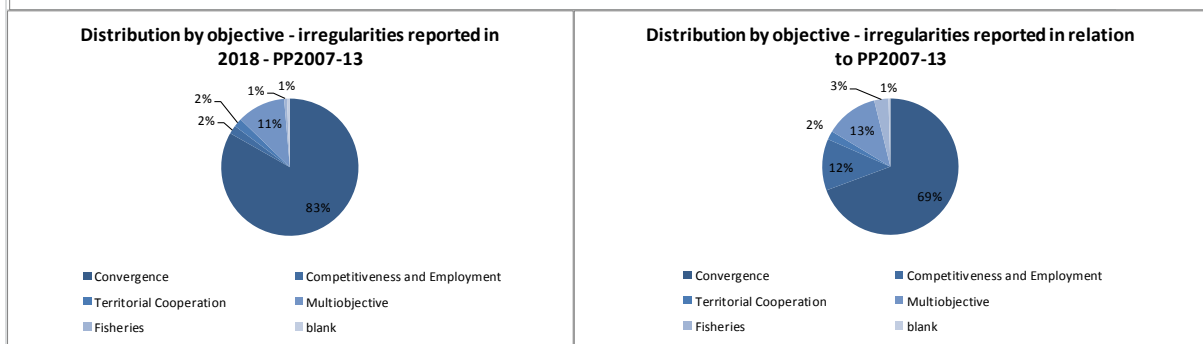 Distribution by objective - irregularities reported in
2018 - PP2007-13
1%
1%
2%
2%
11%
83%
Convergence
Competitiveness and Employment
Territorial Cooperation
Multiobjective
Fisheries
blank
Distribution by objective - irregularities reported in relation
to PP2007-13
3%
1%
2%
13%
12%
69%
Convergence
Competitiveness and Employment
Territorial Cooperation
Multiobjective
Fisheries
blank